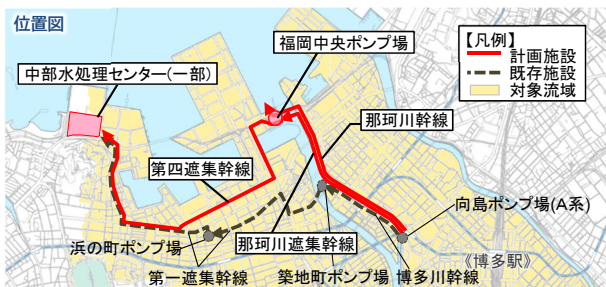 位置図
【凡例】
計画施設
既存施設
対象流域
福岡中央ポンプ場
中部水処理センター(一部)
那珂川幹線
第四遮集幹線
向島ポンプ場(A系)
浜の町ポンプ場
那珂川遮集幹線
《博多駅》
第一遮集幹線
築地町ポンプ場
博多川幹線